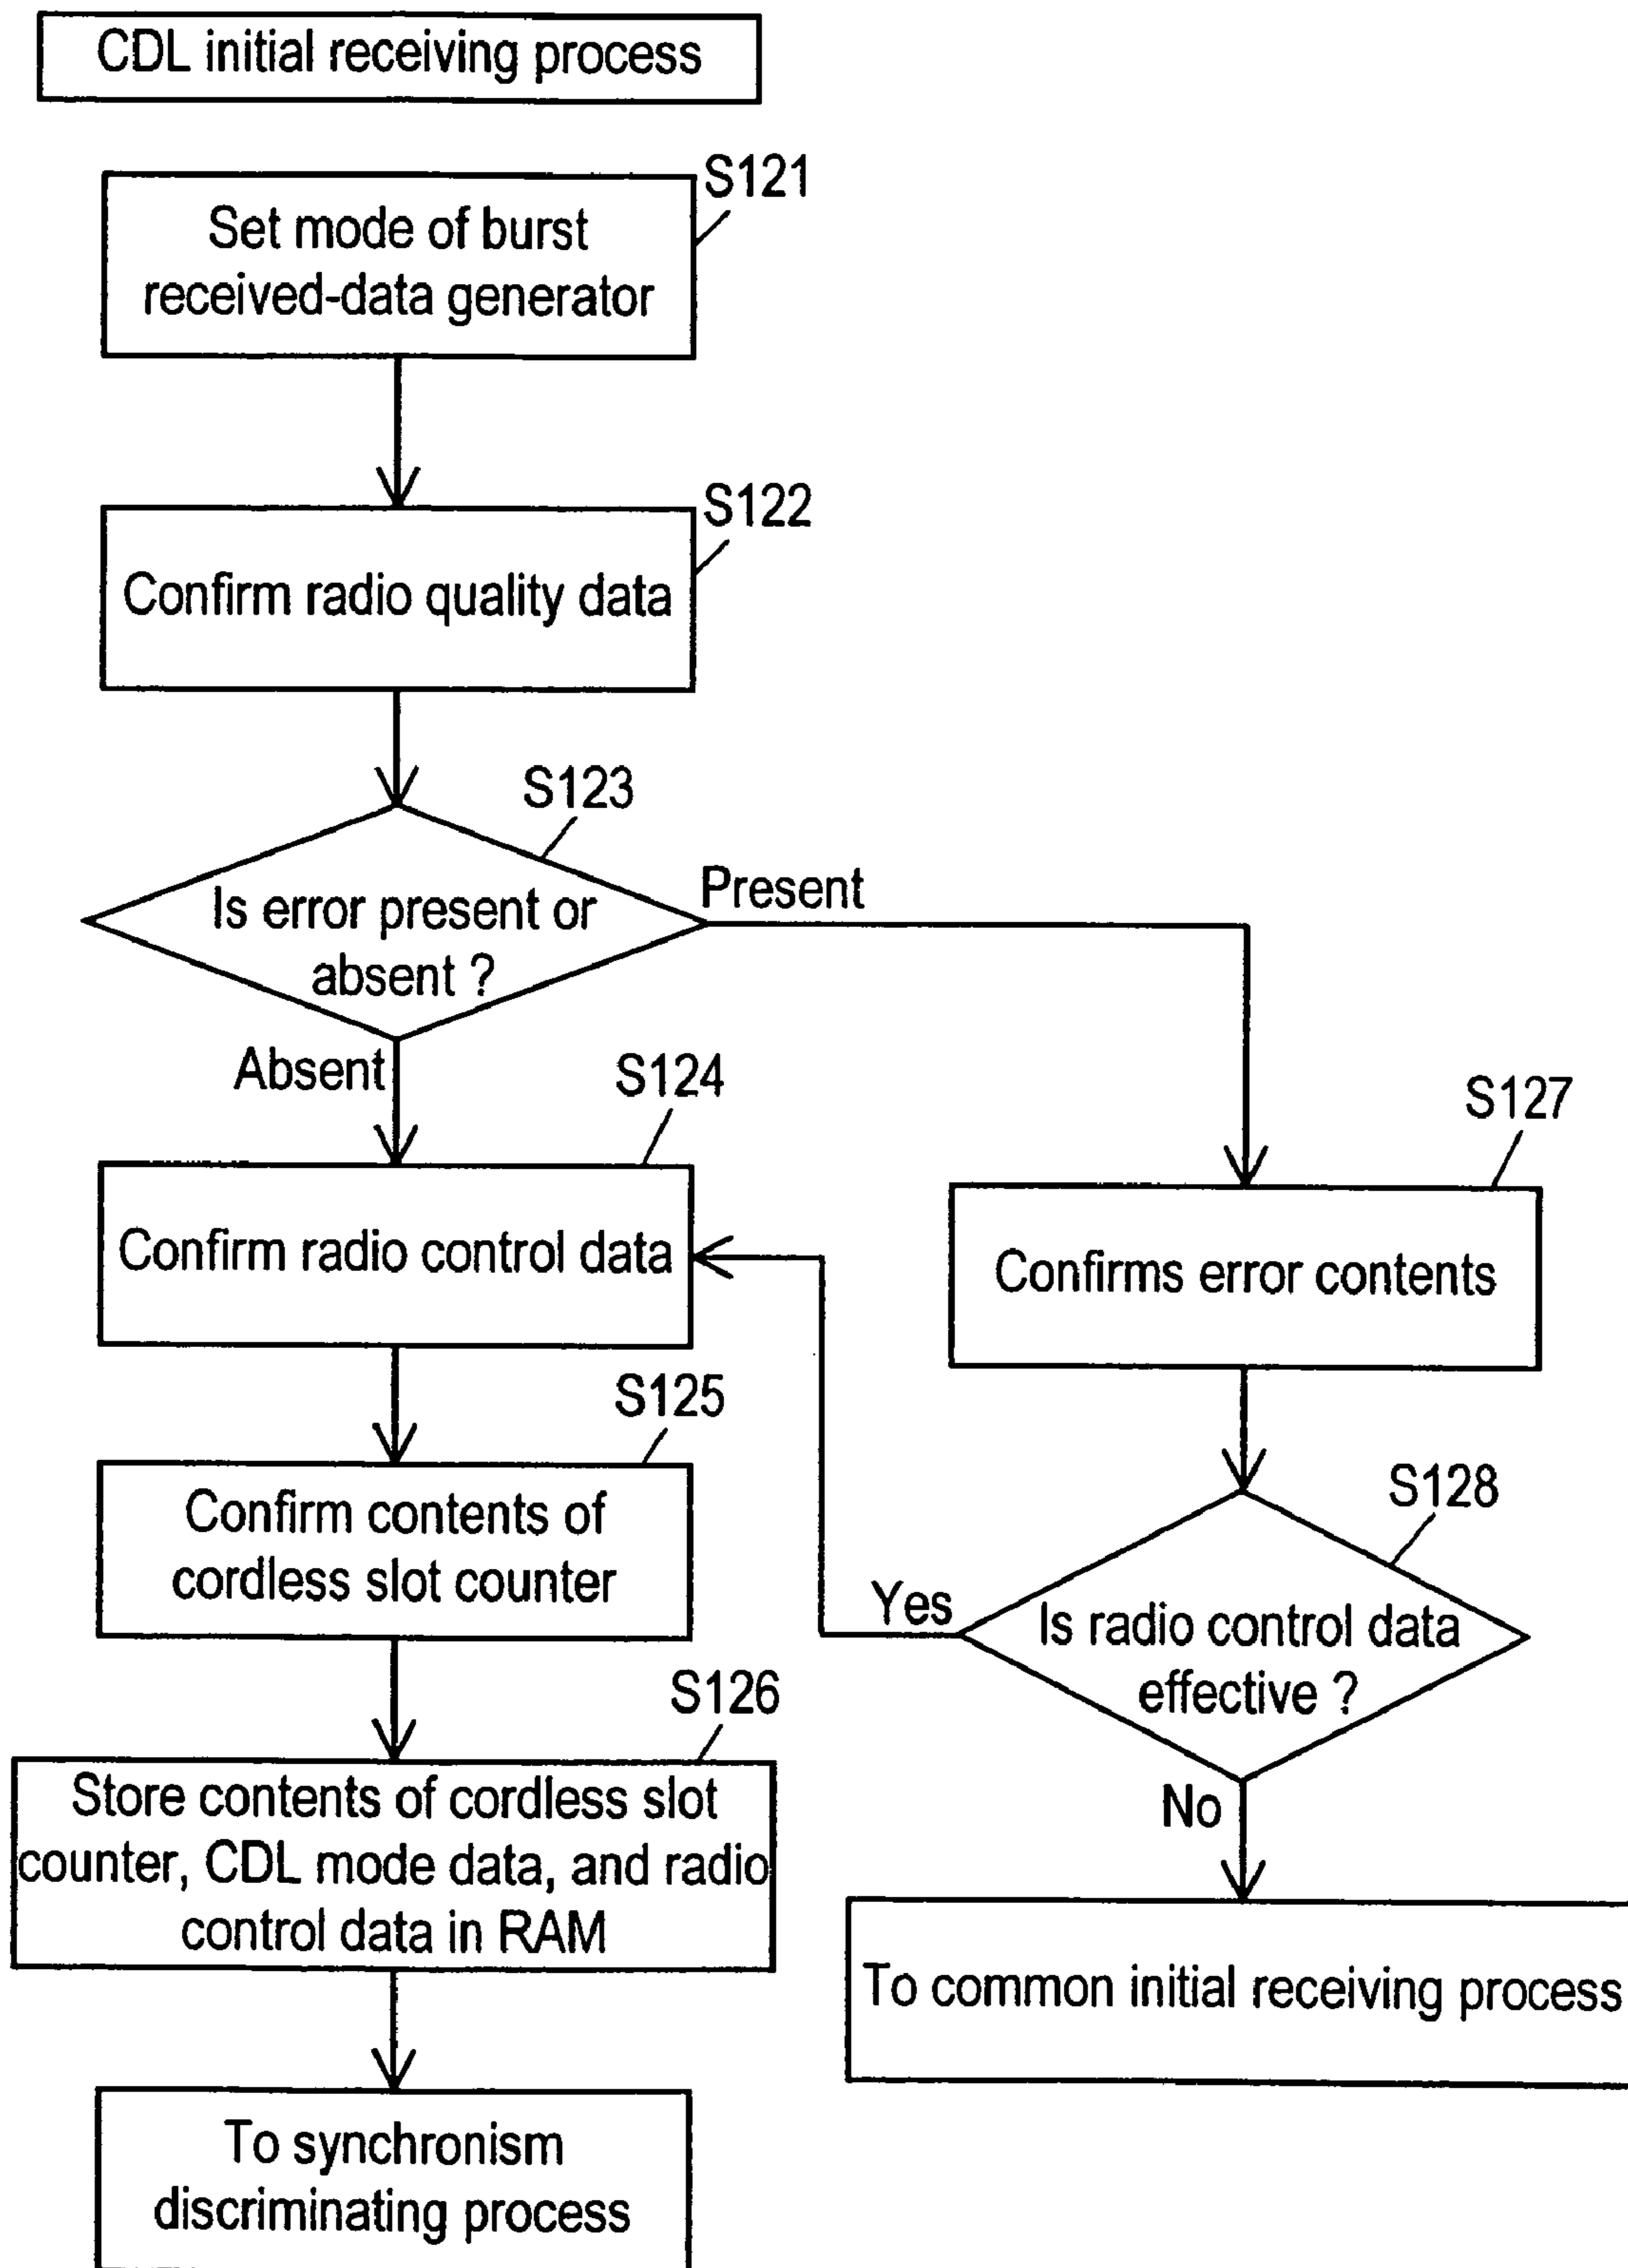 CDL initial receiving process
S121
Set mode of burst
received-data generator
S122
Confirm radio quality data
S123
Is error present or
absent ?
Present
Absent
S124
Confirm radio control data
S127
Confirms error contents
S125
Confirm contents of
cordless slot counter
S128
Is radio control data
effective ?
Yes
No
S126
Store contents of cordless slot
counter, CDL mode data, and radio
control data in RAM
To common initial receiving process
To synchronism
discriminating process